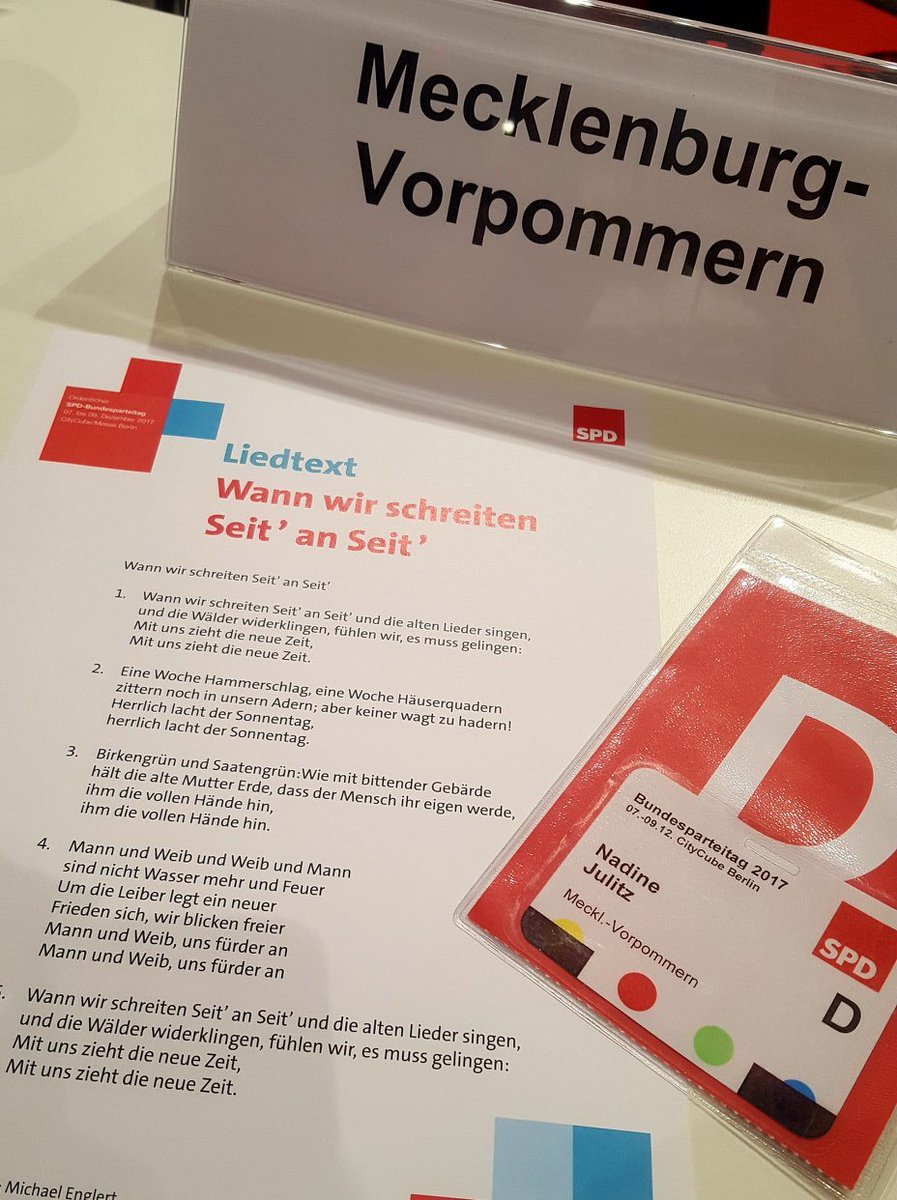 Mecklenburg-
Vorpommern
Ordentlicher
SPD-Bundesparteitag
07. bis 09. Dezember 2017
CityCube/Messe Berlin
SPD
Liedtext
Wann wir schreiten
Seit’ an Seit’
Wann wir schreiten Seit’ an Seit’
1. Wann wir schreiten Seit’ an Seit’ und die alten Lieder singen,
und die Wälder widerklingen, fühlen wir, es muss gelingen:
Mit uns zieht die neue Zeit,
Mit uns zieht die neue Zeit.
2. Eine Woche Hammerschlag, eine Woche Häuserquadern
zittern noch in unsern Adern; aber keiner wagt zu hadern!
Herrlich lacht der Sonnentag,
herrlich lacht der Sonnentag.
3. Birkengrün und Saatengrün:Wie mit bittender Gebärde
hält die alte Mutter Erde, dass der Mensch ihr eigen werde,
ihm die vollen Hände hin,
ihm die vollen Hände hin.
4. Mann und Weib und Weib und Mann
sind nicht Wasser mehr und Feuer
Um die Leiber legt ein neuer
Frieden sich, wir blicken freier
Mann und Weib, uns fürder an
Mann und Weib, uns fürder an
5. Wann wir schreiten Seit’ an Seit’ und die alten Lieder singen,
und die Wälder widerklingen, fühlen wir, es muss gelingen:
Mit uns zieht die neue Zeit,
Mit uns zieht die neue Zeit.
: Michael Englert
D
Bundesparteitag 2017
07.-09.12. CityCube Berlin
Nadine
Julitz
Meckl.-Vorpommern
SPD
D